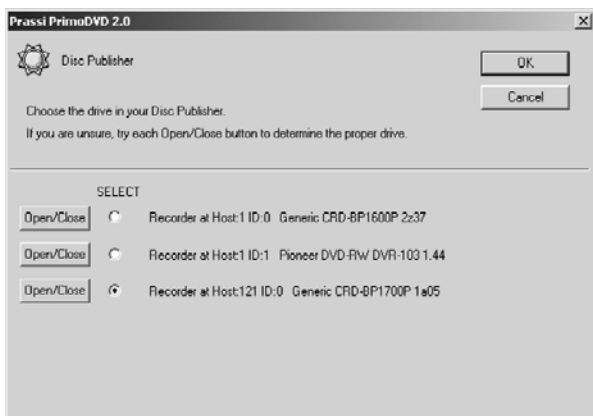 Prassi PrimoDVD 2.0
Disc Publisher
OK
Cancel
Choose the drive in your Disc Publisher.
If you are unsure, try each Open/Close button to determine the proper drive.
SELECT
Open/Close Recorder at Host:1 ID:0 Generic CRD-BP1600P 2z37
Open/Close Recorder at Host:1 ID:1 Pioneer DVD-RW DVR-103 1.44
Open/Close Recorder at Host:121 ID:0 Generic CRD-BP1700P 1a05